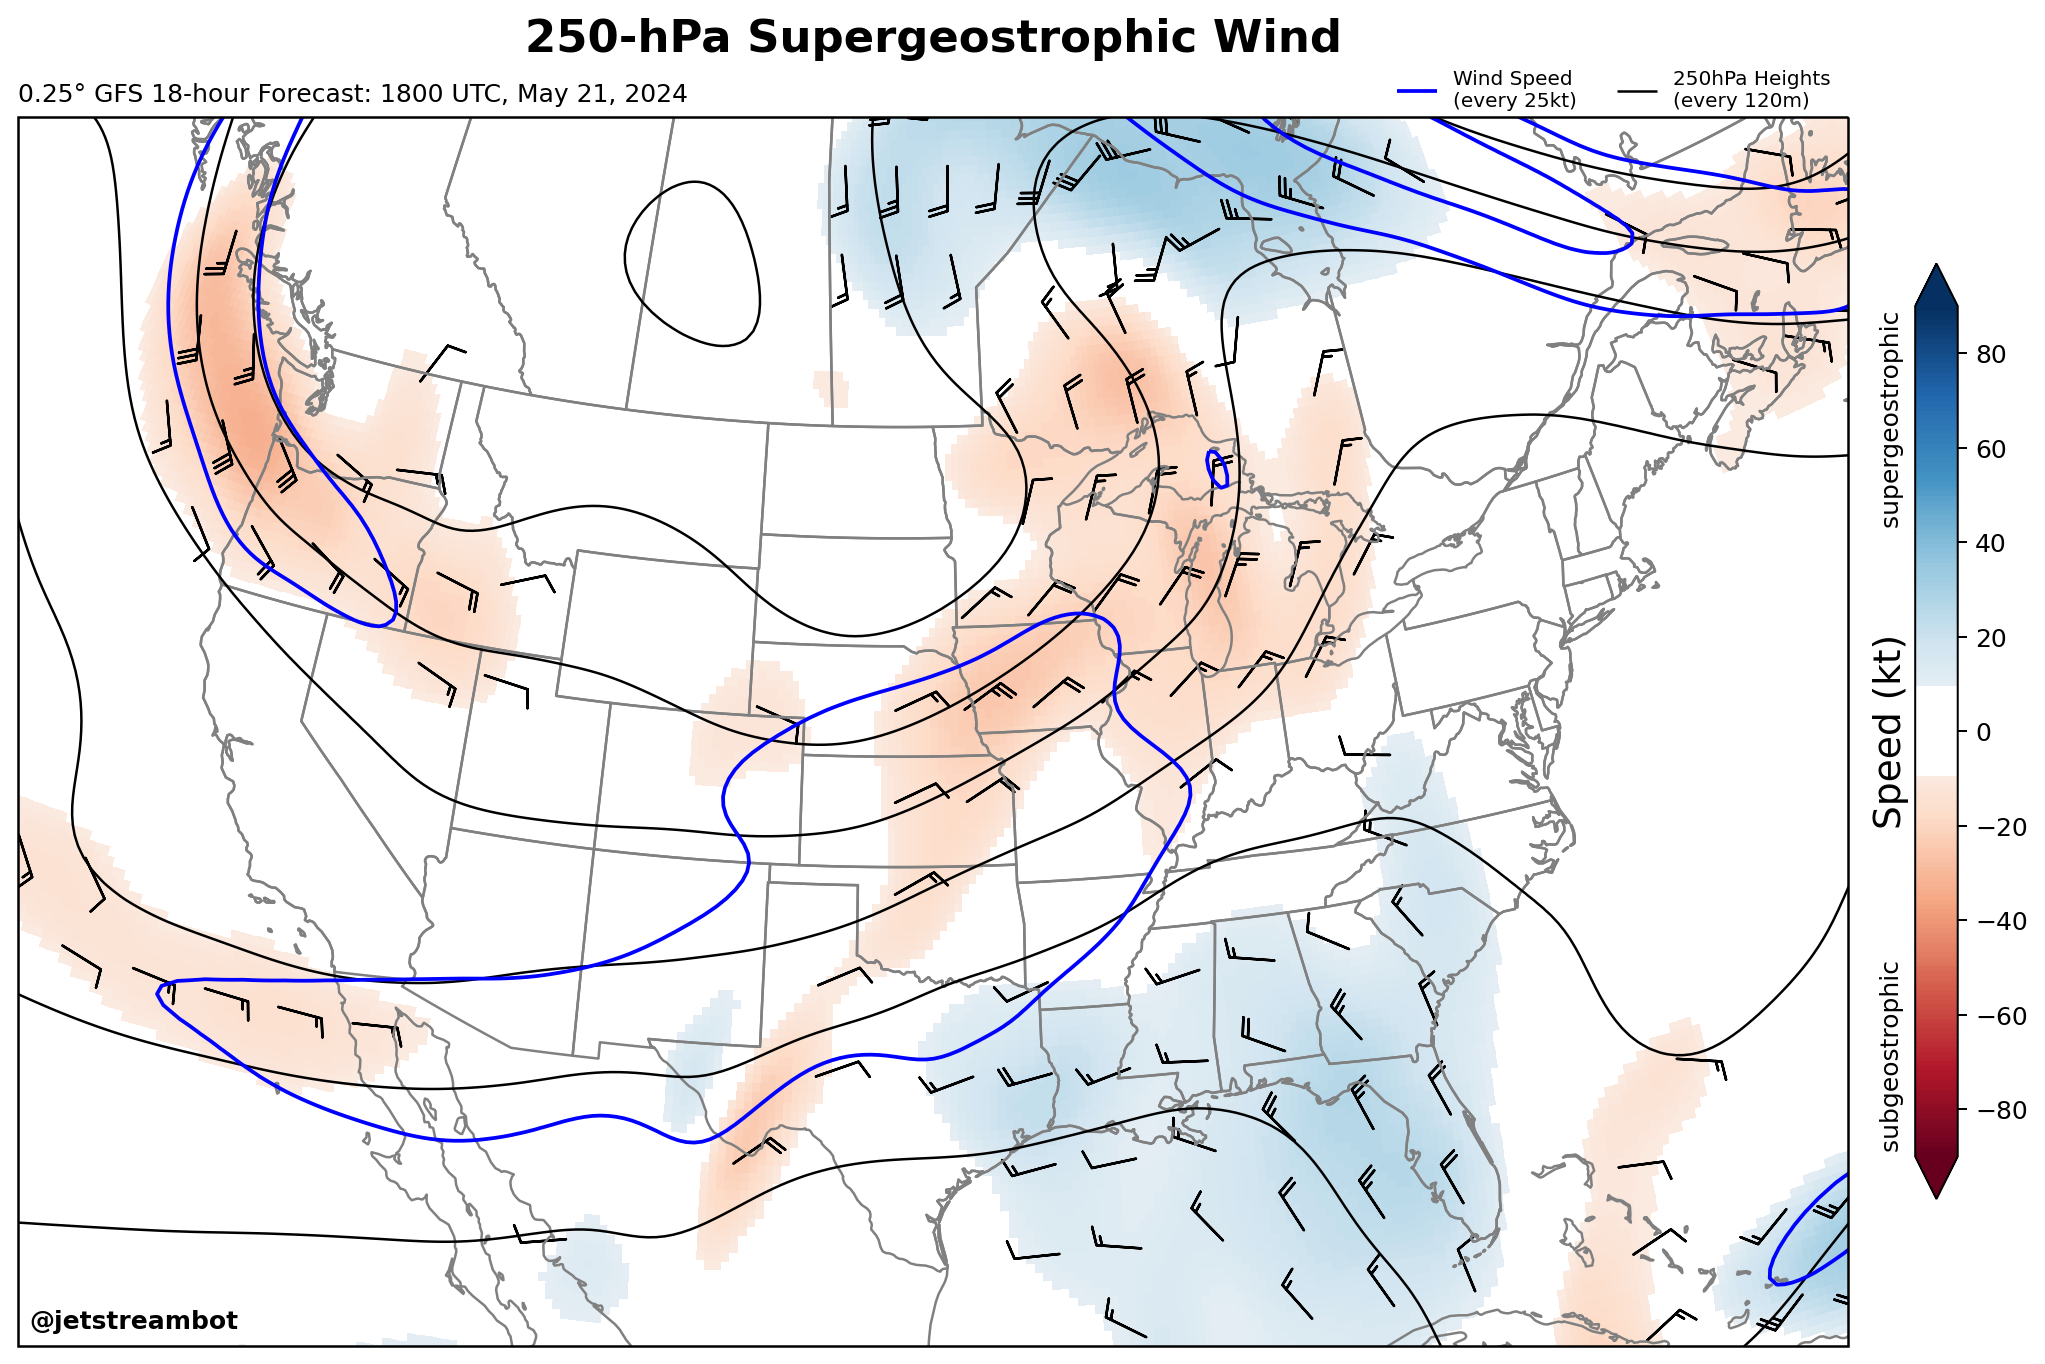 250-hPa Supergeostrophic Wind
0.25° GFS 18-hour Forecast: 1800 UTC, May 21, 2024
Wind Speed
(every 25kt)
250hPa Heights
(every 120m)
supergeostrophic
subgeostrophic
Speed (kt)
80
60
40
20
0
−20
−40
−60
−80
@jetstreambot